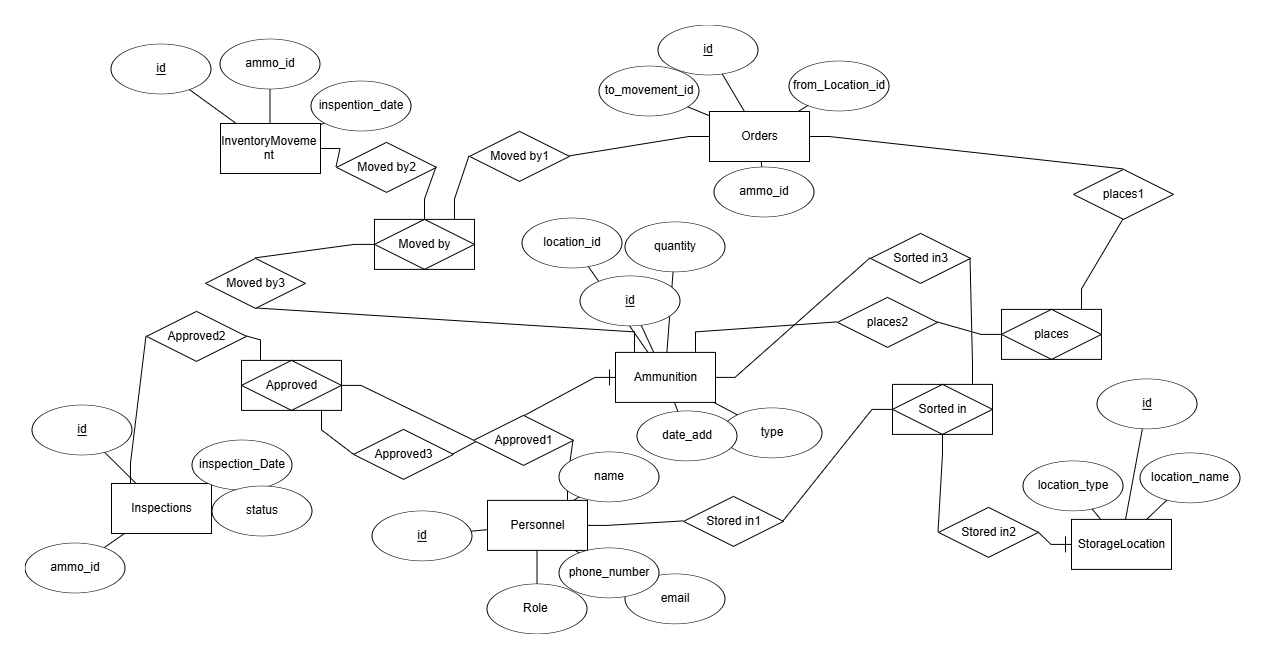 id
ammo_id
inspention_date
InventoryMoveme
nt
Moved by2
Moved by1
id
to_movement_id
from_Location_id
Orders
ammo_id
places1
Moved by
Moved by3
location_id
quantity
id
Sorted in3
places2
places
Approved2
Approved
Ammunition
date_add
type
Sorted in
id
id
Approved3
Approved1
inspection_Date
status
Inspections
ammo_id
name
id
Personnel
phone_number
email
Role
Stored in1
Stored in2
location_type
location_name
StorageLocation